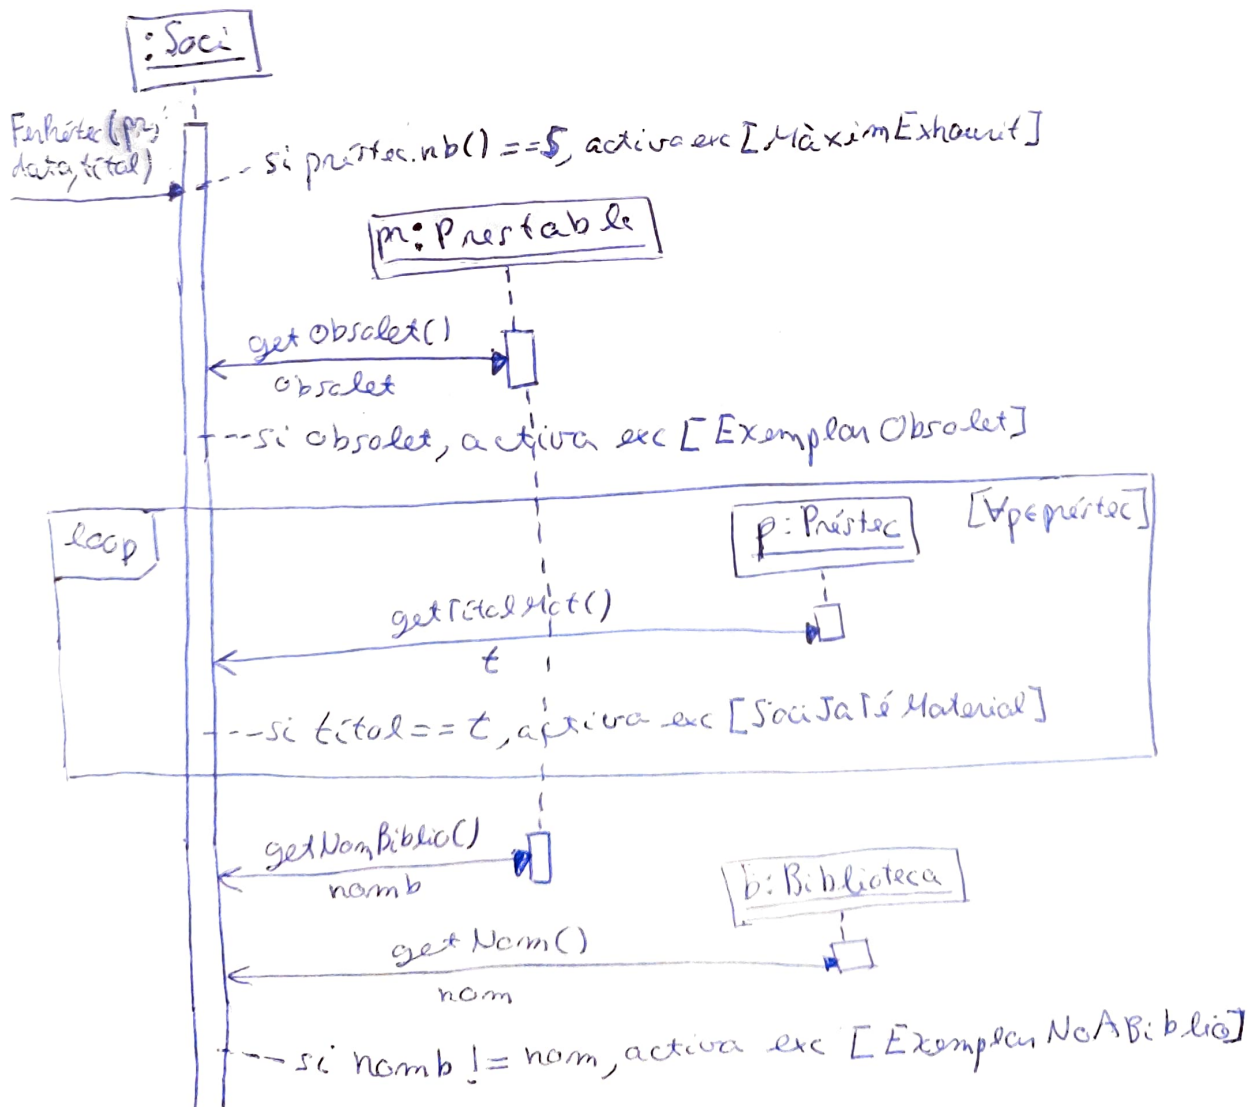 :Soci
FerPréstec(pr,
data, títol)
si préstec.nb() == 5, activa exc [MàximExhaurit]
pr: Prestable
getObsolet()
obsolet
si obsolet, activa exc [ExemplarObsolet]
loop
[∀p∈préstec]
p: Préstec
getTítolMat()
t
si títol == t, activa exc [SociJaTéMaterial]
getNomBiblio()
nomb
b: Biblioteca
getNom()
nom
si nomb != nom, activa exc [ExemplarNoABiblio]